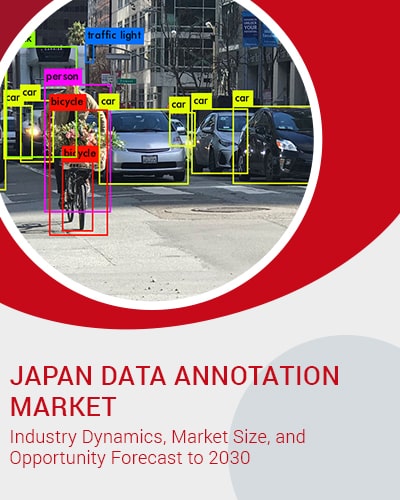 traffic light
person
car
car
bicycle
car
car
car
car
bicycle
JAPAN DATA ANNOTATION
MARKET
Industry Dynamics, Market Size, and
Opportunity Forecast to 2030